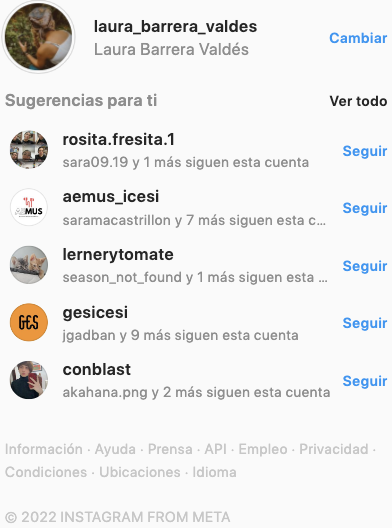 laura_barrera_valdes
Laura Barrera Valdés
Cambiar
Sugerencias para ti
Ver todo
rosita.fresita.1
sara09.19 y 1 más siguen esta cuenta
Seguir
aemus_icesi
saramacastrillon y 7 más siguen esta c...
Seguir
AEMUS
lernerytomate
season_not_found y 1 más siguen esta ...
Seguir
gesicesi
jgadban y 9 más siguen esta cuenta
Seguir
GES
conblast
akahana.png y 2 más siguen esta cuenta
Seguir
Información · Ayuda · Prensa · API · Empleo · Privacidad ·
Condiciones · Ubicaciones · Idioma
© 2022 INSTAGRAM FROM META